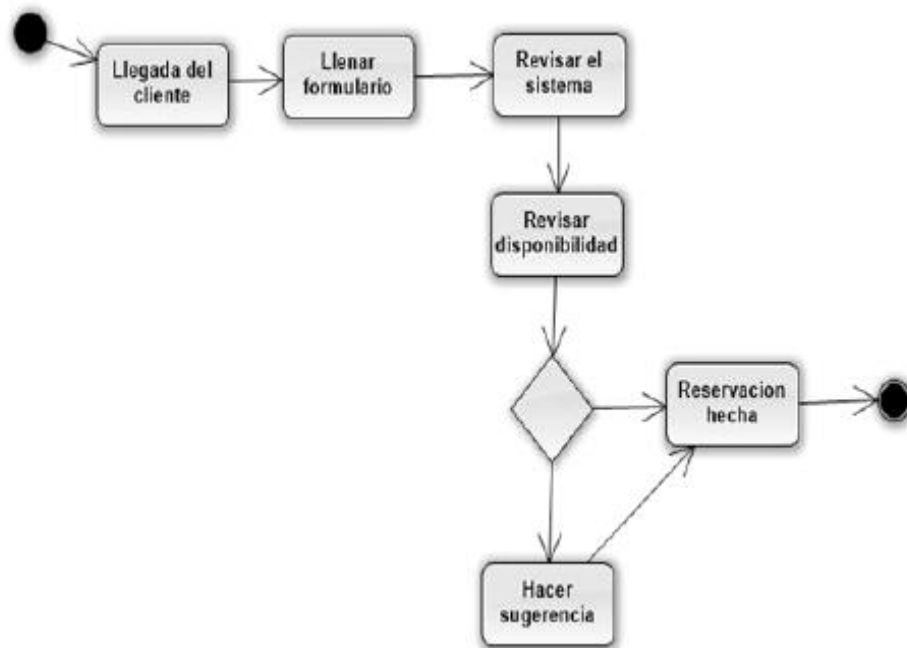 Llegada del
cliente
Llenar
formulario
Revisar el
sistema
Revisar
disponibilidad
Reservacion
hecha
Hacer
sugerencia